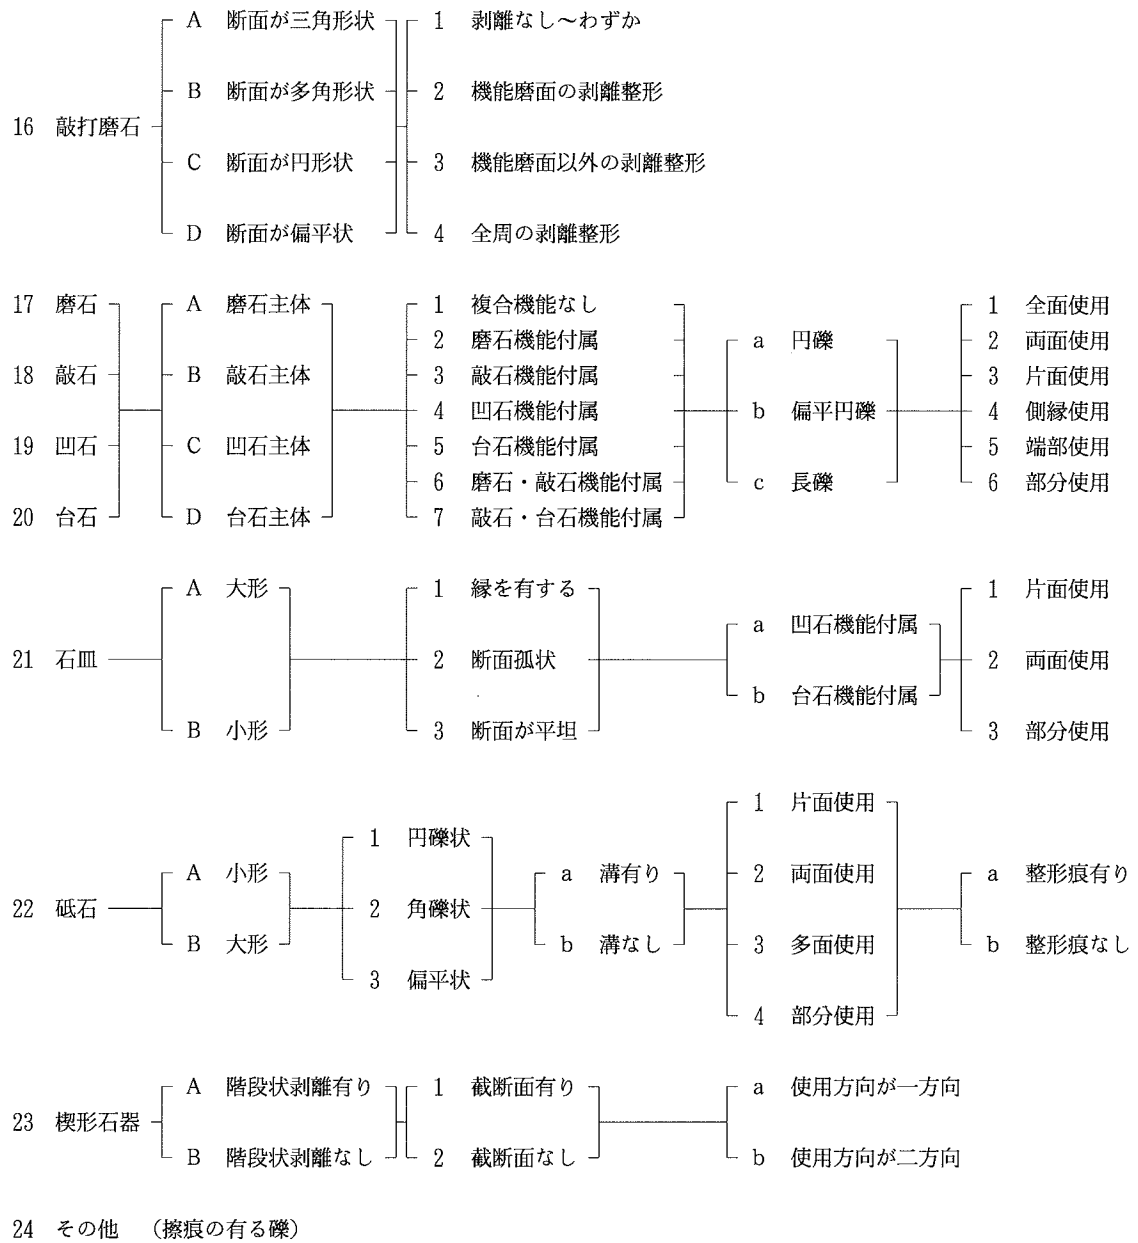 A 断面が三角形状 1 剥離なし～わずか
B 断面が多角形状 2 機能磨面の剥離整形
16 敲打磨石
C 断面が円形状 3 機能磨面以外の剥離整形
D 断面が偏平状 4 全周の剥離整形
17 磨石 A 磨石主体 1 複合機能なし 1 全面使用
2 磨石機能付属 a 円礫 2 両面使用
18 敲石 B 敲石主体 3 敲石機能付属 3 片面使用
4 凹石機能付属 b 偏平円礫 4 側縁使用
19 凹石 C 凹石主体 5 台石機能付属 5 端部使用
6 磨石・敲石機能付属 c 長礫 6 部分使用
20 台石 D 台石主体 7 敲石・台石機能付属
A 大形 1 縁を有する 1 片面使用
a 凹石機能付属
21 石皿 2 断面孤状 2 両面使用
b 台石機能付属
B 小形 3 断面が平坦 3 部分使用
1 片面使用
1 円礫状
A 小形 a 溝有り 2 両面使用 a 整形痕有り
22 砥石 2 角礫状
B 大形 b 溝なし 3 多面使用 b 整形痕なし
3 偏平状
4 部分使用
A 階段状剥離有り 1 截断面有り a 使用方向が一方向
23 楔形石器
B 階段状剥離なし 2 截断面なし b 使用方向が二方向
24 その他 （擦痕の有る礫）